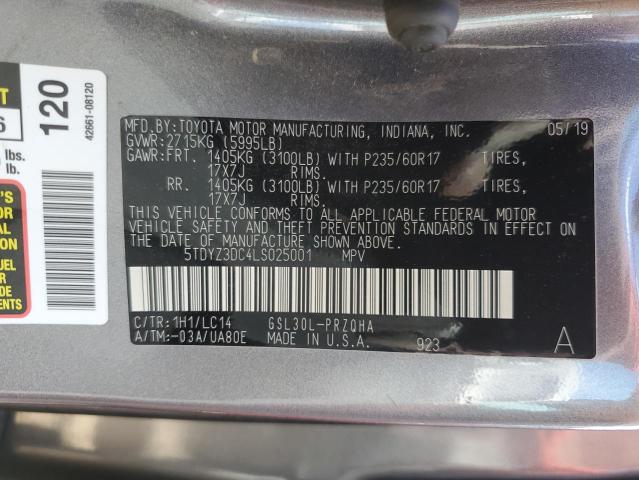 MFD.BY:TOYOTA MOTOR MANUFACTURING, INDIANA, INC. 05/19
GVWR:2715KG (5995LB)
GAWR:FRT. 1405KG (3100LB) WITH P235/60R17 TIRES,
17X7J RIMS.
RR. 1405KG (3100LB) WITH P235/60R17 TIRES,
17X7J RIMS.
THIS VEHICLE CONFORMS TO ALL APPLICABLE FEDERAL MOTOR
VEHICLE SAFETY, BUMPER, AND THEFT PREVENTION STANDARDS IN EFFECT ON
THE DATE OF MANUFACTURE SHOWN ABOVE.
5TDYZ3DC4LS025001 MPV
C/TR:1H1/LC14 GSL30L-PRZQHA
A/TM:-03A/UA80E MADE IN U.S.A. 923 A
120
42661-08120
lbs.
lb.